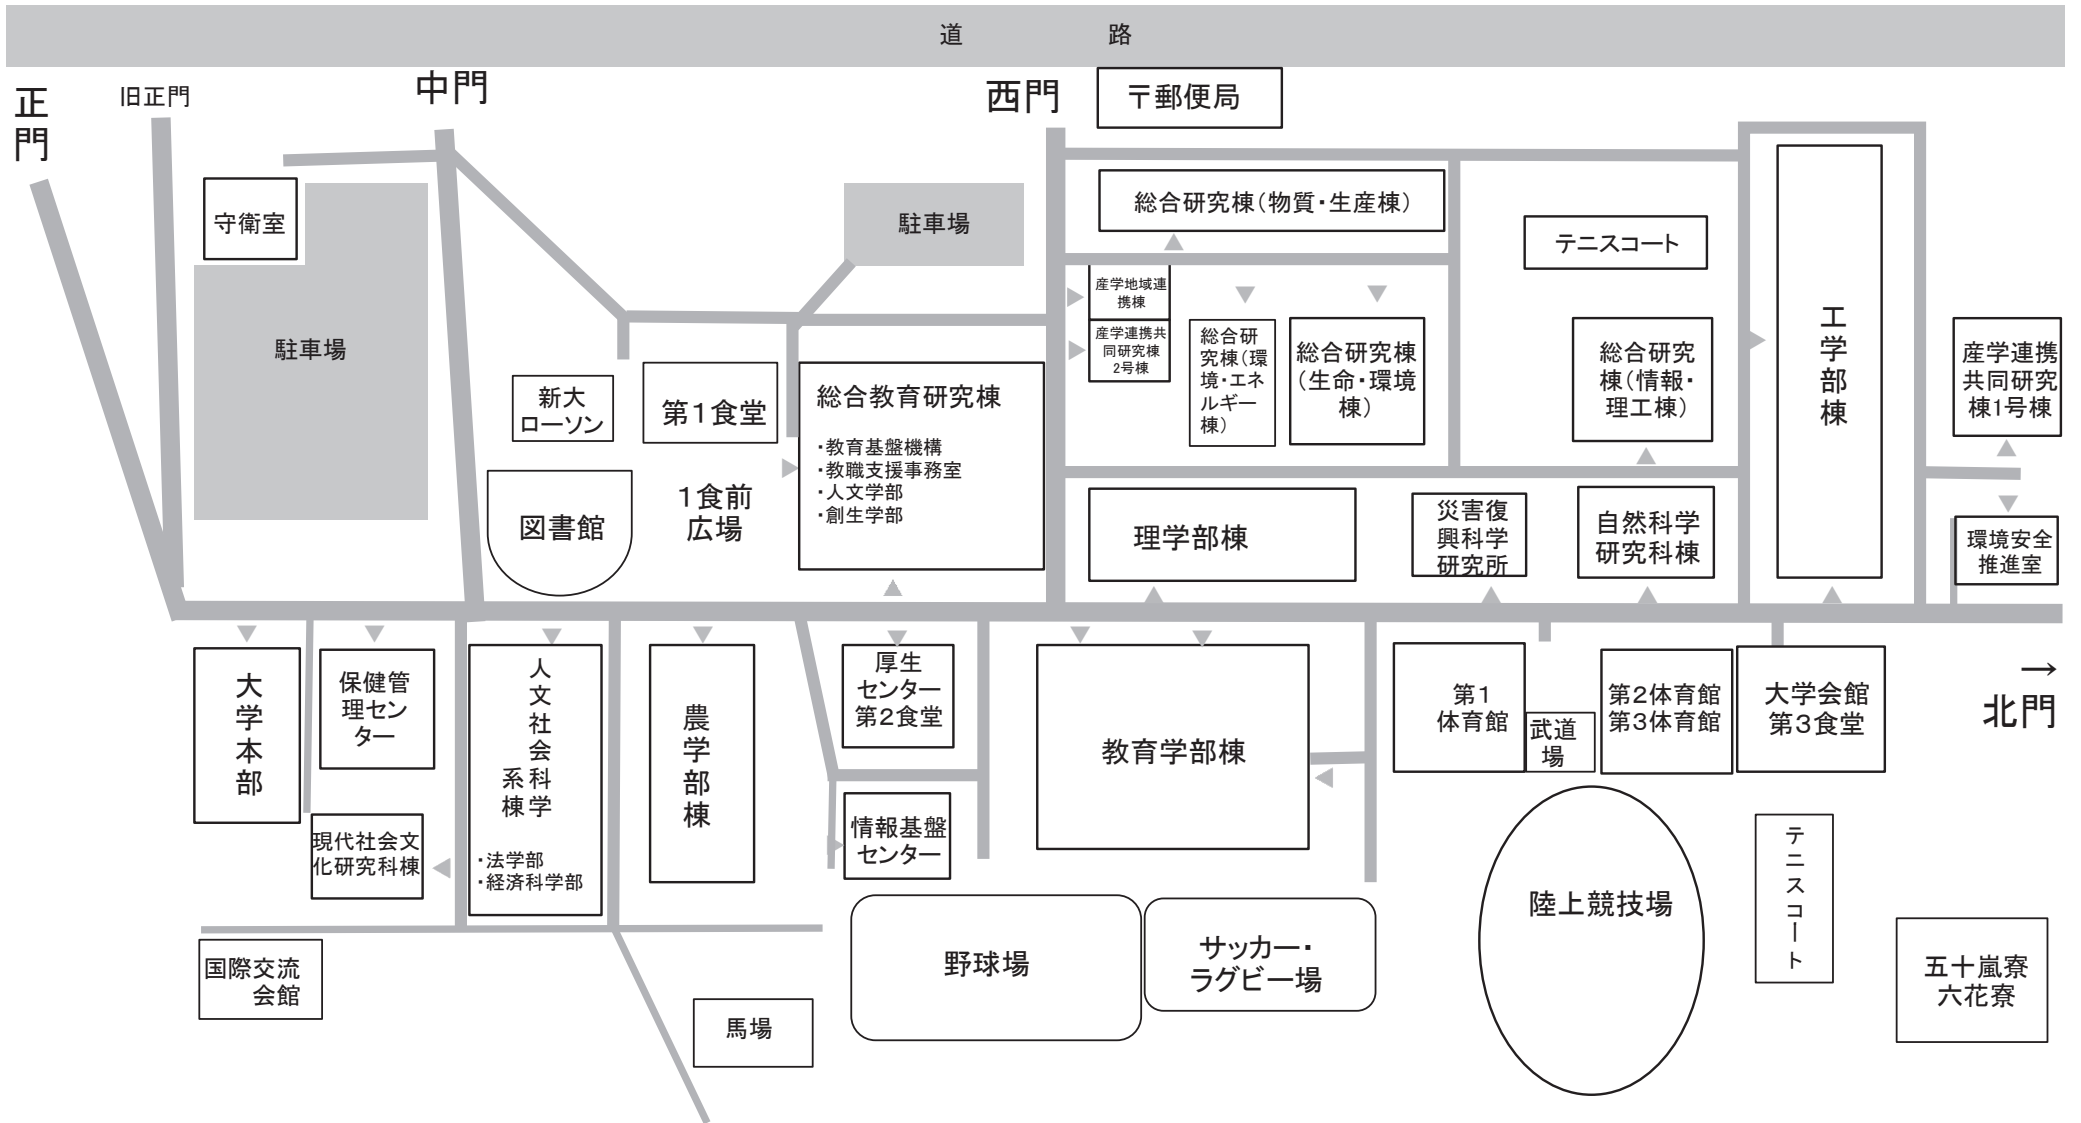 道　路
正門
旧正門
中門
西門
〒郵便局
守衛室
駐車場
駐車場
総合研究棟（物質・生産棟）
テニスコート
産学地域連
携棟
産学連携共
同研究棟
2号棟
総合研
究棟（環
境・エネ
ルギー
棟）
総合研究棟
（生命・環境
棟）
総合研究
棟（情報・
理工棟）
工学部棟
産学連携
共同研究
棟1号棟
新大
ローソン
第１食堂
総合教育研究棟
・教育基盤機構
・教職支援事務室
・人文学部
・創生学部
図書館
１食前
広場
理学部棟
災害復
興科学
研究所
自然科学
研究科棟
環境安全
推進室
大学本部
保健管
理セン
ター
人文社会科学
系棟
・法学部
・経済科学部
農学部棟
厚生
センター
第２食堂
教育学部棟
第１
体育館
武道
場
第２体育館
第３体育館
大学会館
第３食堂
→
北門
現代社会文
化研究科棟
情報基盤
センター
国際交流
会館
馬場
野球場
サッカー・
ラグビー場
陸上競技場
テニスコート
五十嵐寮
六花寮